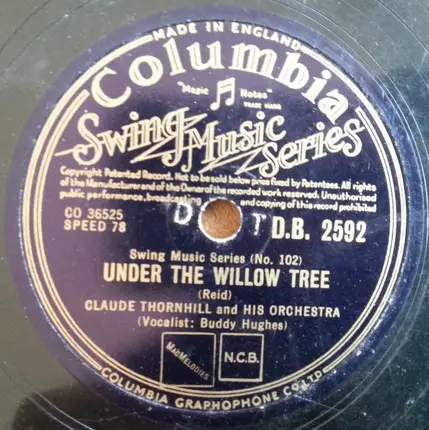 MADE IN ENGLAND
Columbia
"Magic Notes"
TRADE MARK
Swing Music Series
Copyright Patented Record. Not to be sold below price fixed by Patentees. All rights
of the Manufacturer and of the Owner of the recorded work reserved. Unauthorised
public performance, broadcasting and copying of this record prohibited
CO 36525
D.B. 2592
SPEED 78
Swing Music Series (No. 102)
UNDER THE WILLOW TREE
(Reid)
CLAUDE THORNHILL and HIS ORCHESTRA
(Vocalist: Buddy Hughes)
MACMELODIES
N.C.B.
COLUMBIA GRAPHOPHONE CO. LTD